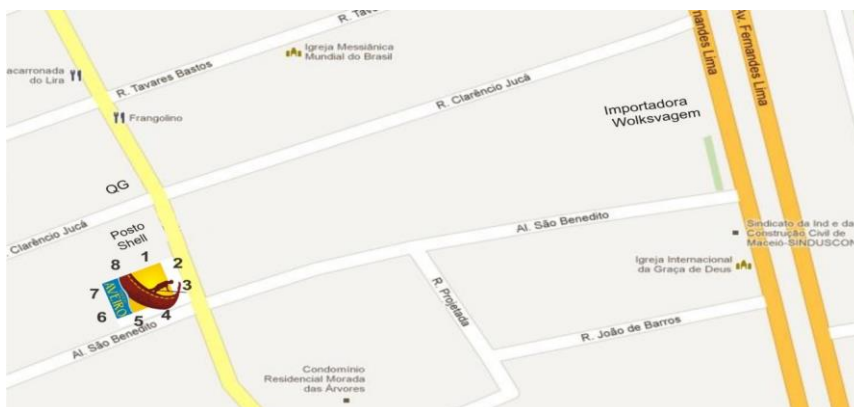 R. Tava
Igreja Messiânica
Mundial do Brasil
acarronada
do Lira
R. Tavares Bastos
Frangolino
R. Clarêncio Jucá
rnandes Lima
Av. Fernandes Lima
Importadora
Wolksvagem
QG
Clarêncio Jucá
Posto
Shell
8 1 2
7 3
6 5 4
AVEIRO
Al. São Benedito
Al. São Benedito
Sindicato da Ind e da
Construção Civil de
Maceió-SINDUSCON
Igreja Internacional
da Graça de Deus
R. Projetada
R. João de Barros
Condomínio
Residencial Morada
das Árvores